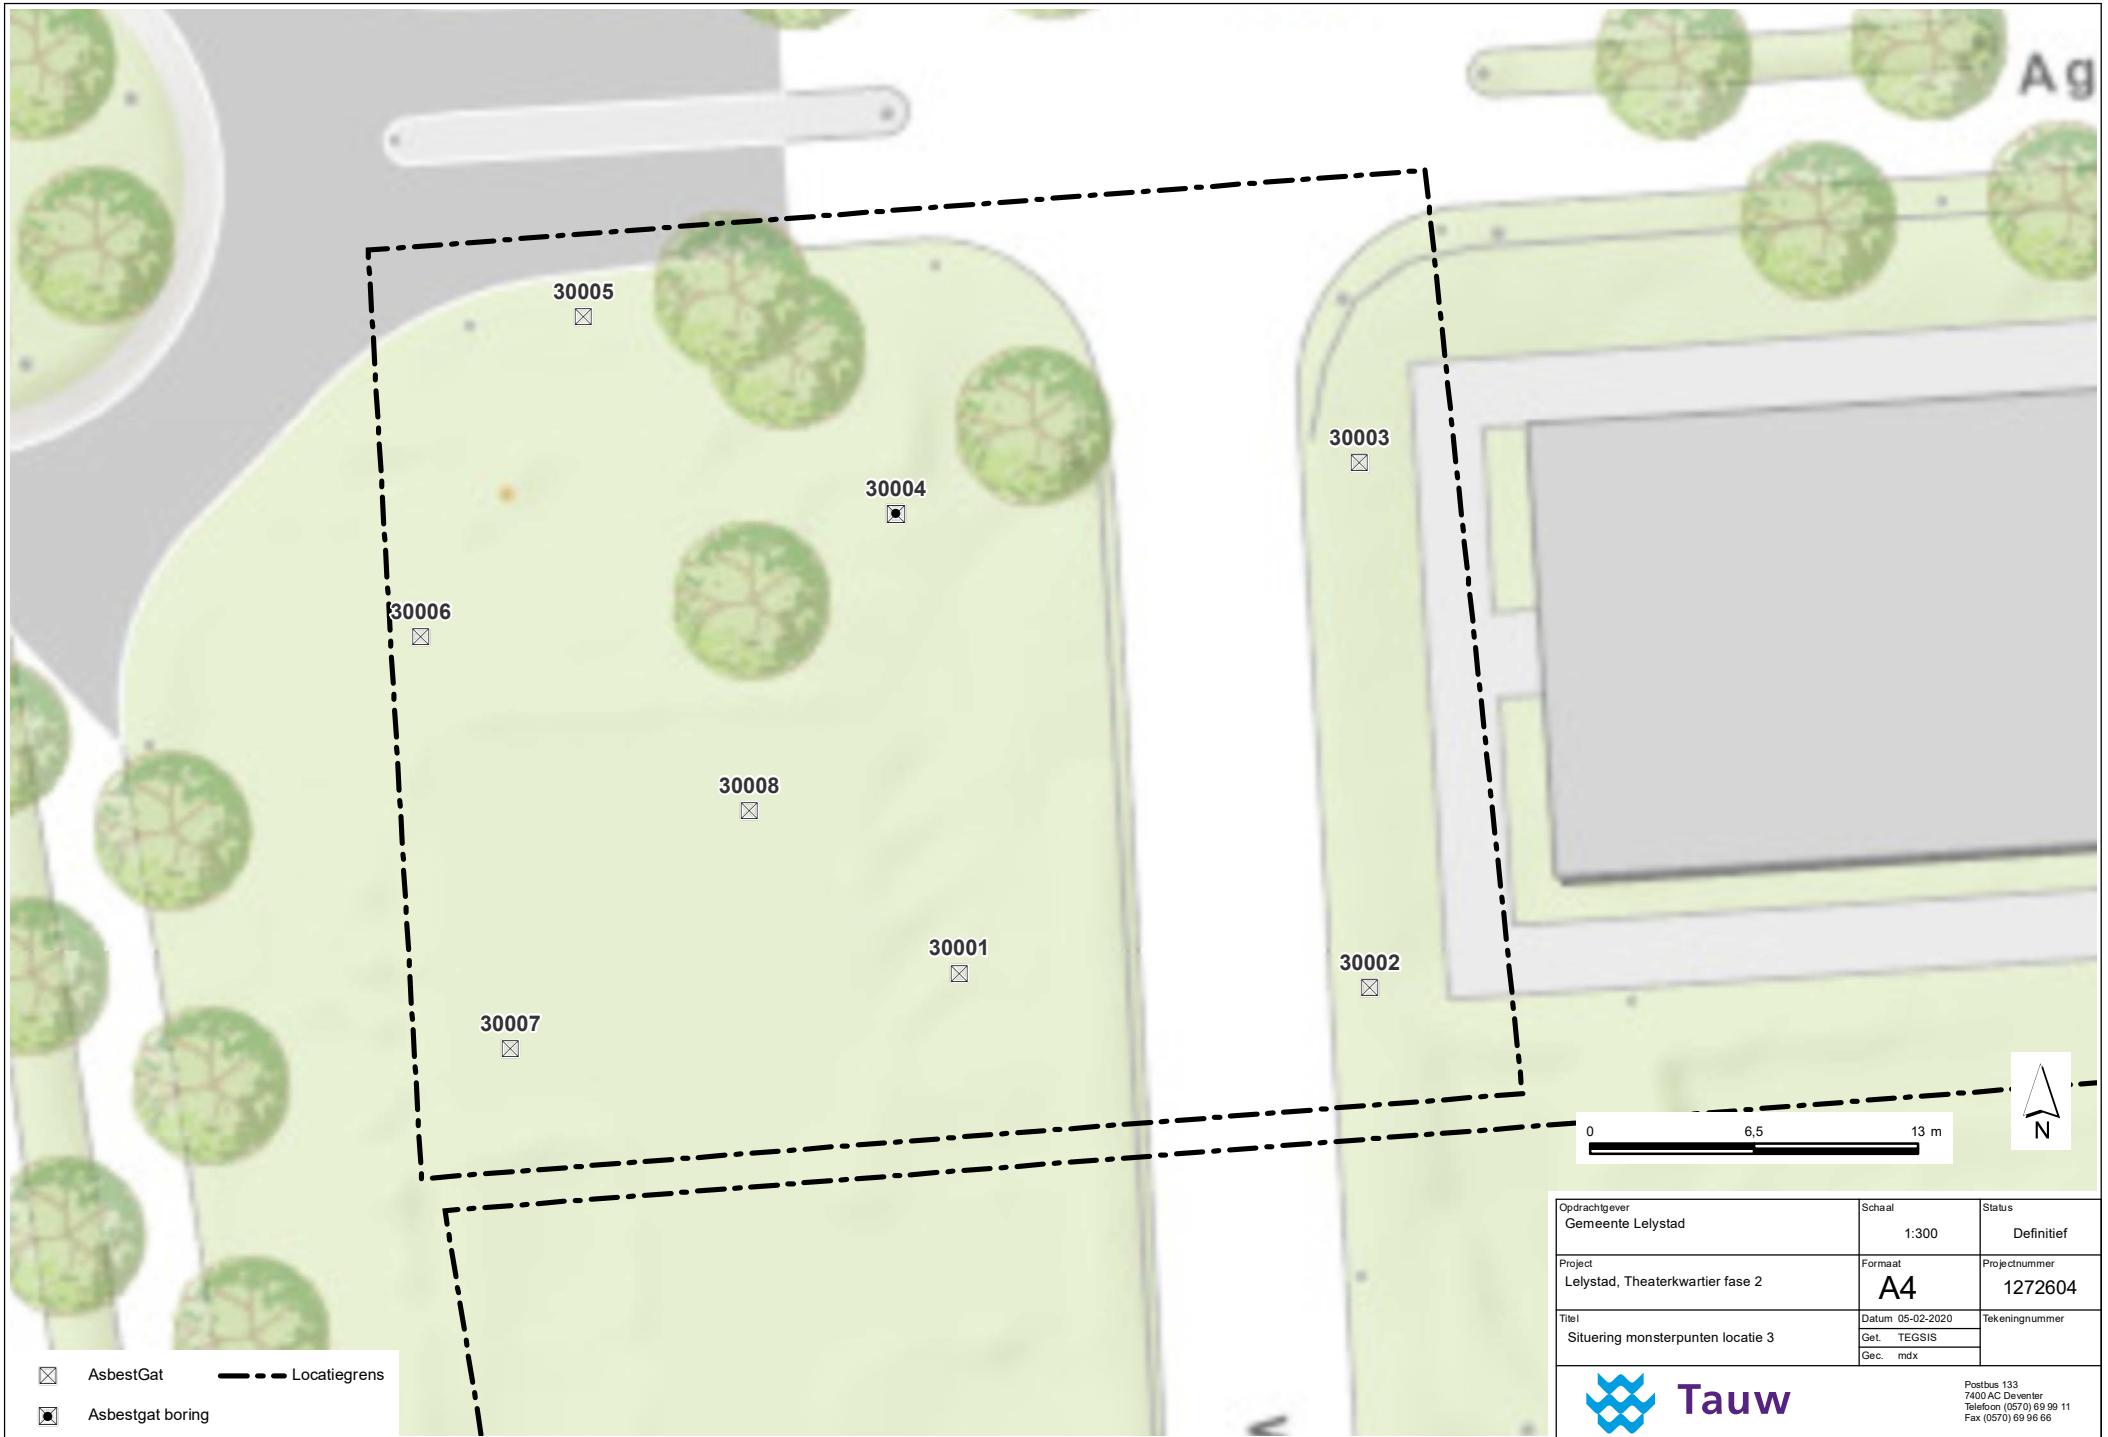 Ag
30005
30003
30004
30006
30008
30001
30002
30007
0 6,5 13 m
N
Opdrachtgever
Gemeente Lelystad
Schaal
1:300
Status
Definitief
Project
Lelystad, Theaterkwartier fase 2
Formaat
A4
Projectnummer
1272604
Titel
Situering monsterpunten locatie 3
Datum 05-02-2020
Get. TEGSIS
Gec. mdx
Tekeningnummer
AsbestGat
Locatiegrens
Asbestgat boring
Tauw
Postbus 133
7400 AC Deventer
Telefoon (0570) 69 99 11
Fax (0570) 69 96 66